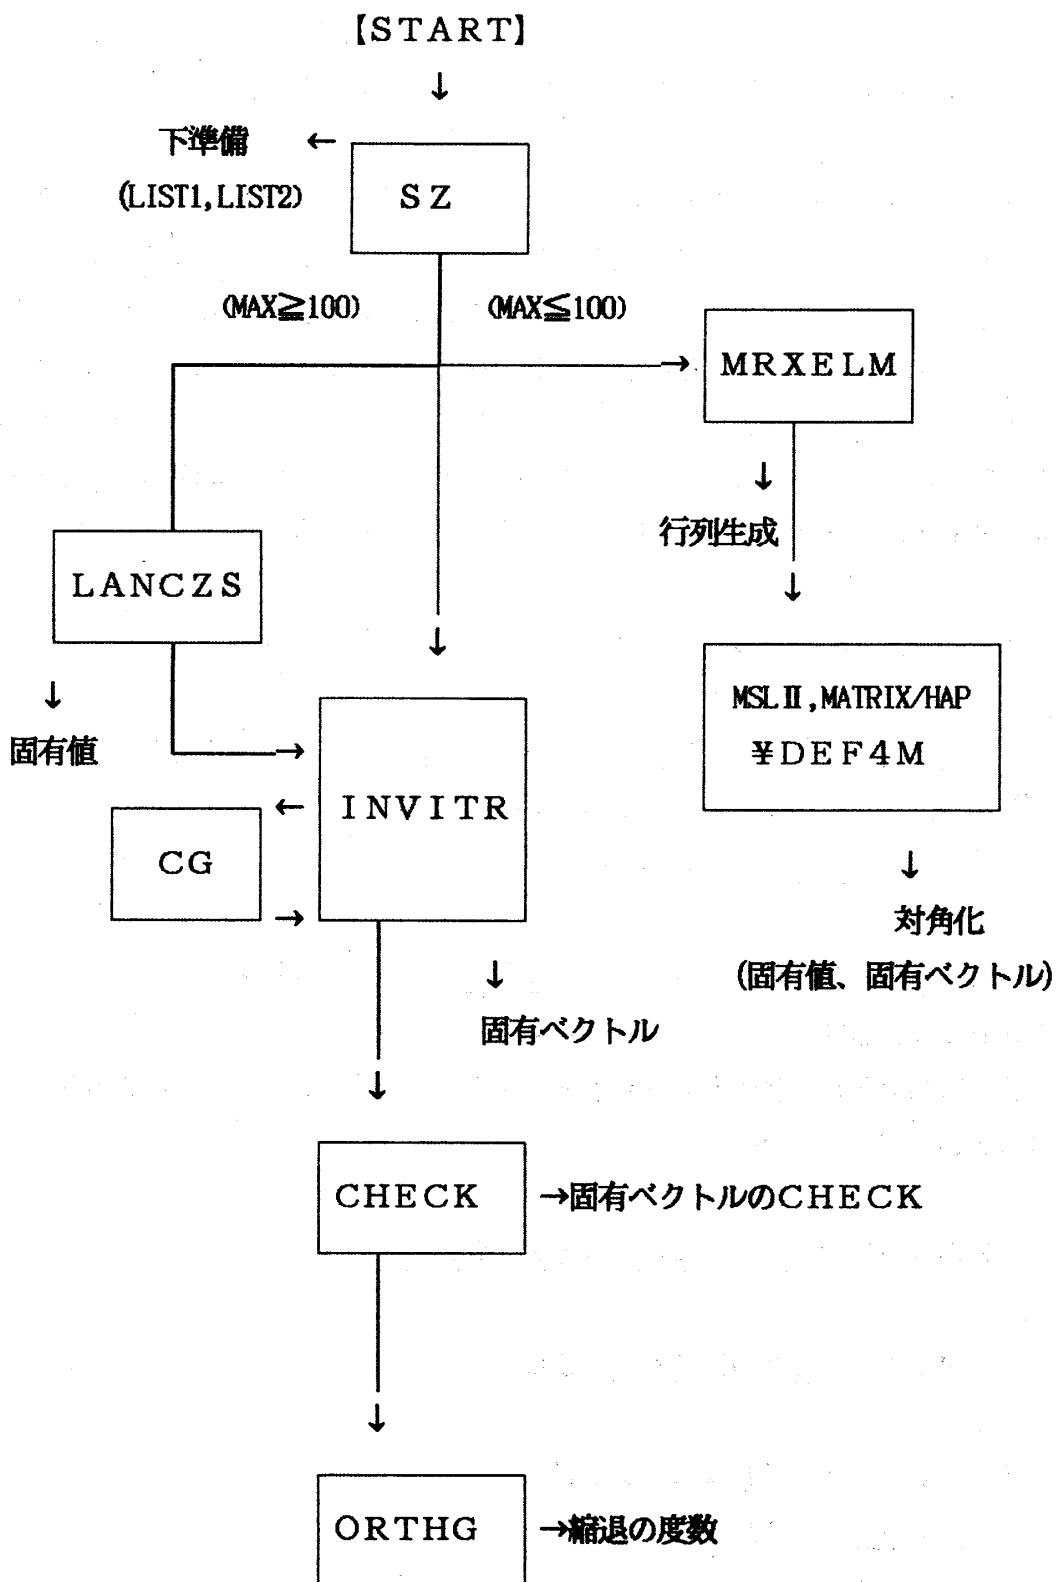 【START】
↓
下準備 ←
(LIST1,LIST2)
SZ
(MAX≧100) (MAX≦100)
→ MRXELM
↓
行列生成
↓
LANCZS
↓
固有値
↓
→
MSLⅡ,MATRIX/HAP
¥DEF4M
INVITR
←
CG
→
↓
対角化
(固有値、固有ベクトル)
↓
固有ベクトル
↓
CHECK →固有ベクトルのCHECK
↓
ORTHG →縮退の度数